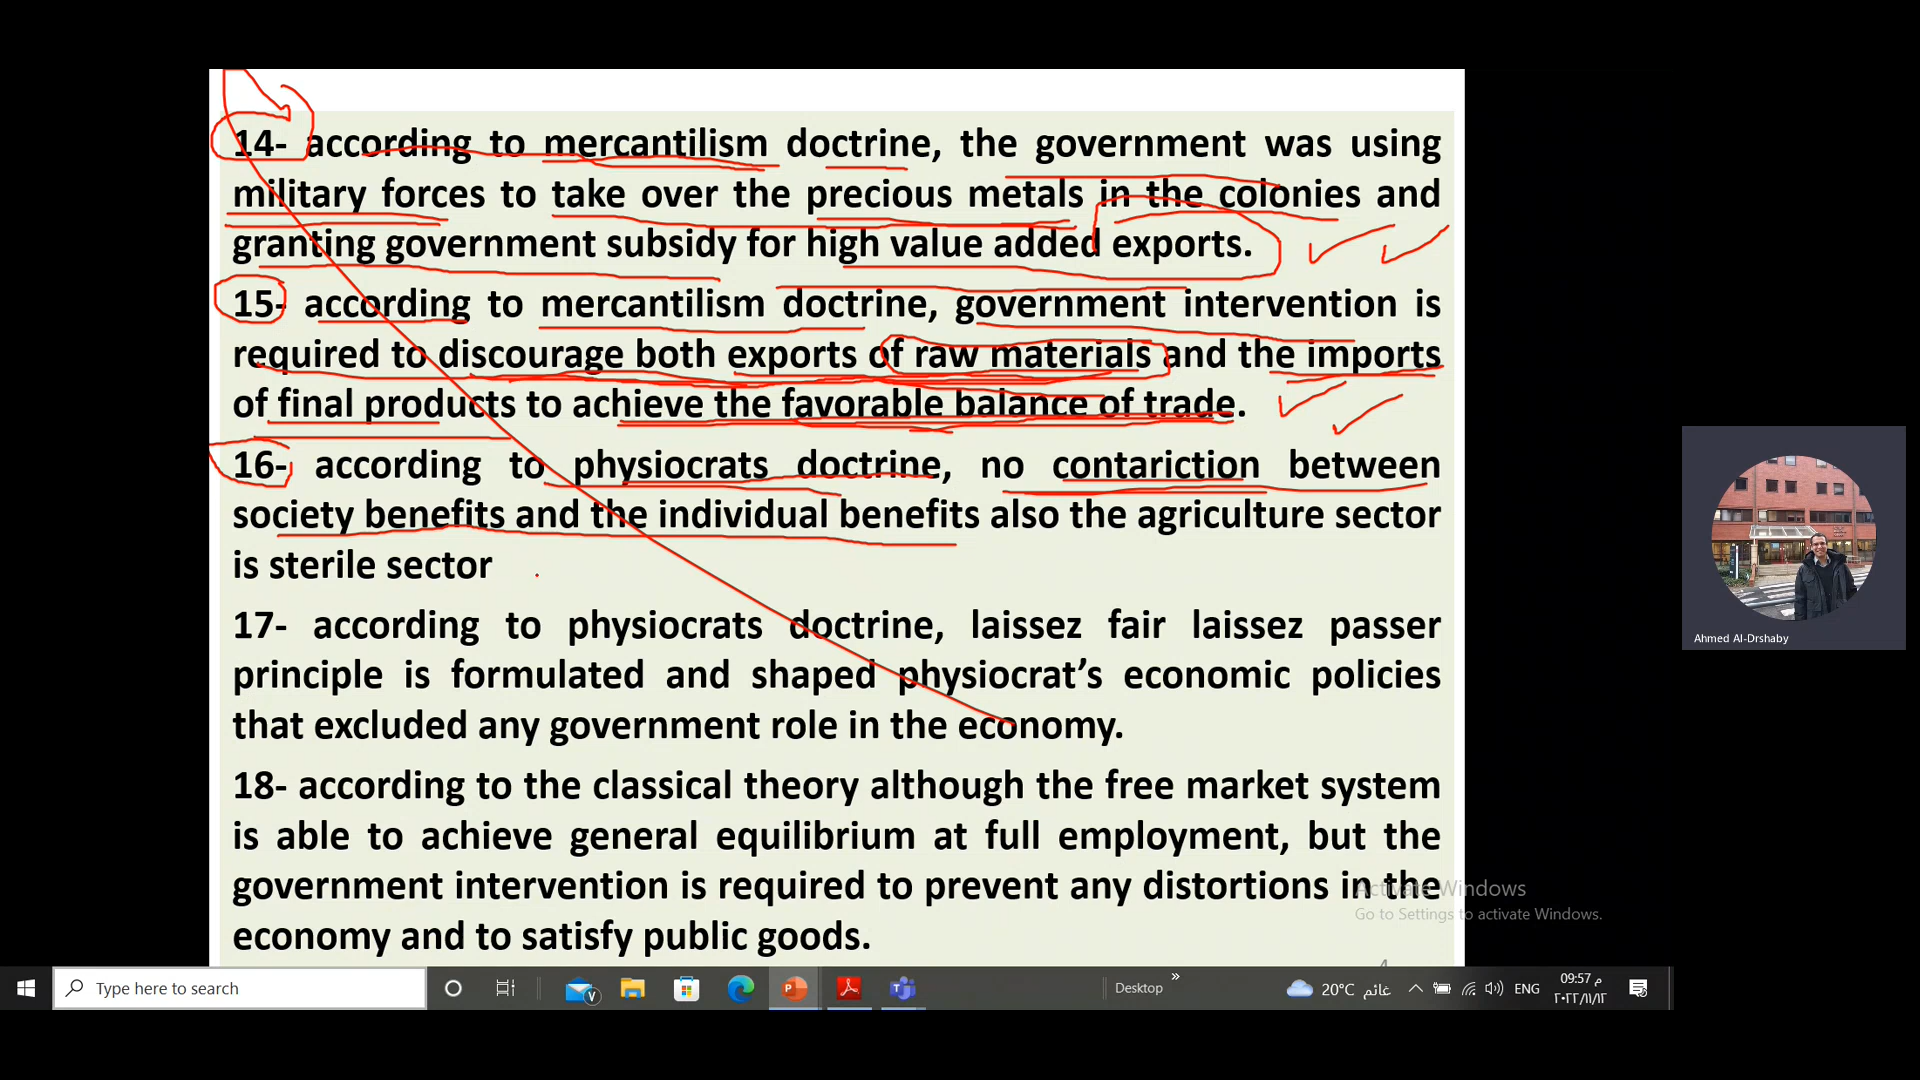 14- according to mercantilism doctrine, the government was using
military forces to take over the precious metals in the colonies and
granting government subsidy for high value added exports.
15- according to mercantilism doctrine, government intervention is
required to discourage both exports of raw materials and the imports
of final products to achieve the favorable balance of trade.
16- according to physiocrats doctrine, no contariction between
society benefits and the individual benefits also the agriculture sector
is sterile sector
17- according to physiocrats doctrine, laissez fair laissez passer
principle is formulated and shaped physiocrat's economic policies
that excluded any government role in the economy.
18- according to the classical theory although the free market system
is able to achieve general equilibrium at full employment, but the
government intervention is required to prevent any distortions in the
economy and to satisfy public goods.
Ahmed Al-Drshaby
Activate Windows
Go to Settings to activate Windows.
Type here to search
Desktop
20°C غائم
ENG
09:57 م
٢٠٢٢/١١/١٢